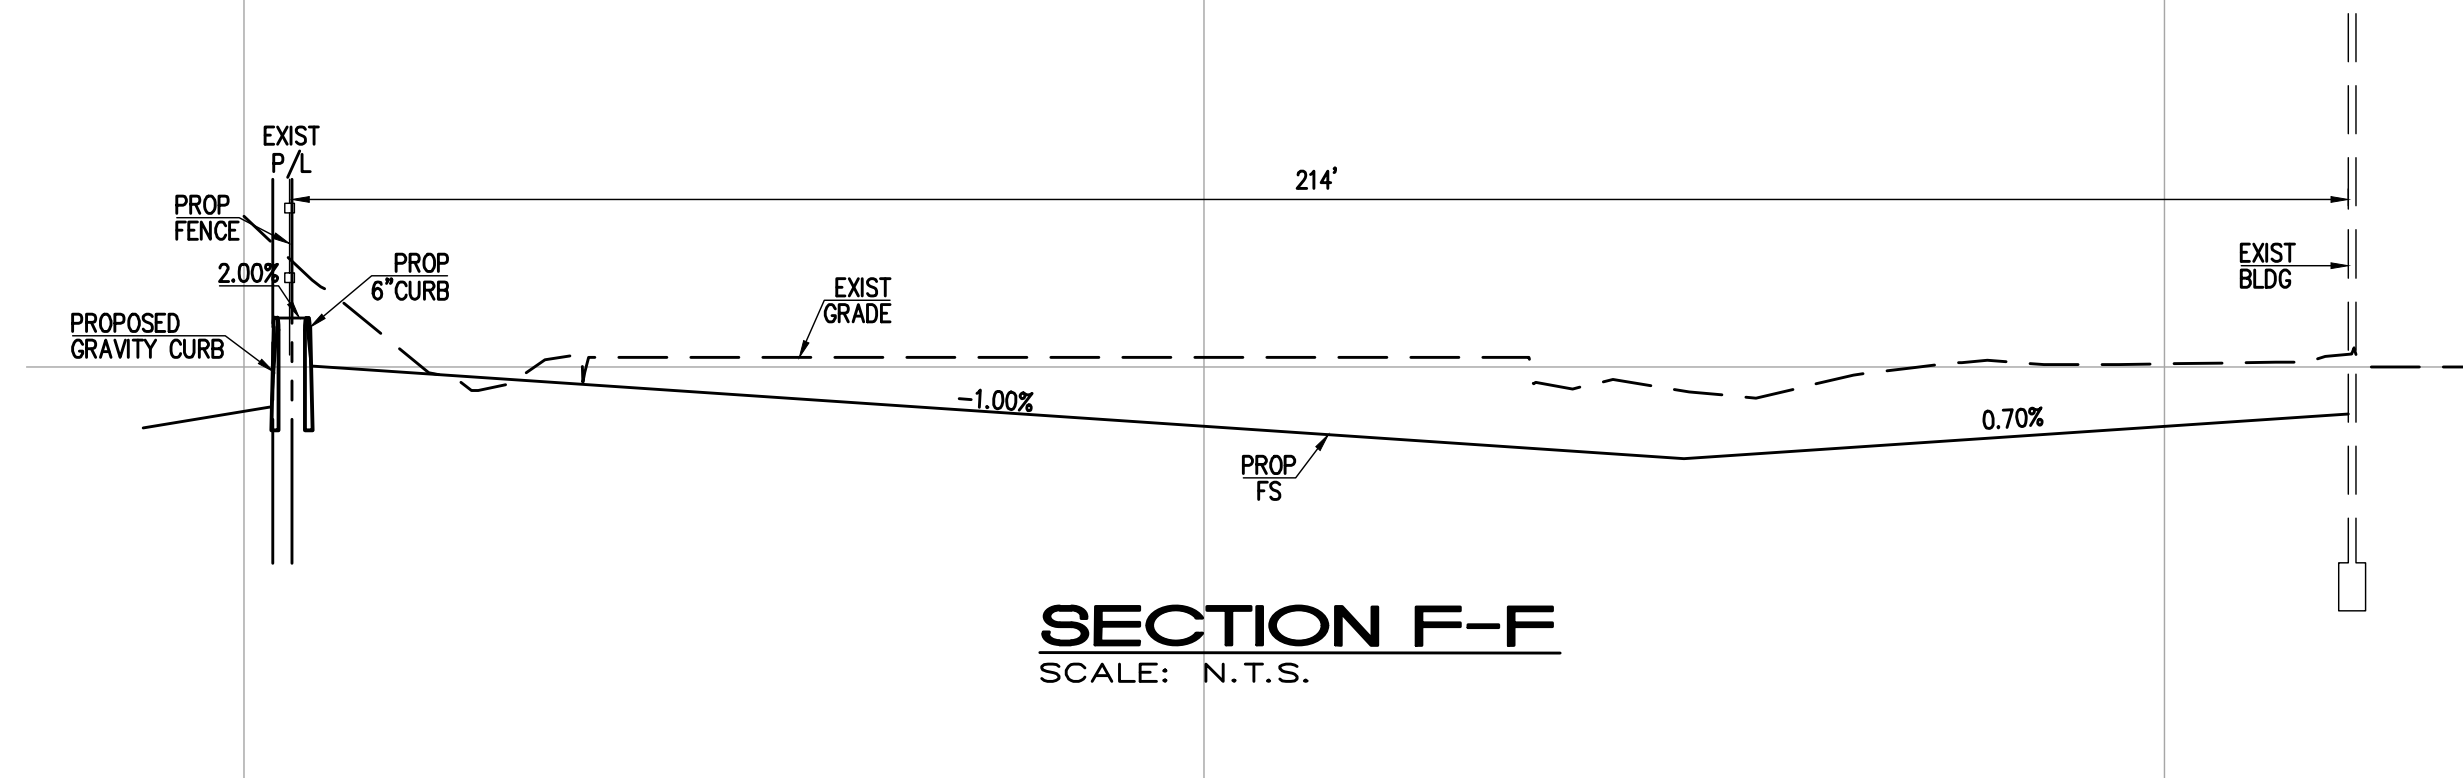 EXIST
P/L
214'
PROP
FENCE
2.00%
PROP
6"CURB
PROPOSED
GRAVITY CURB
EXIST
GRADE
EXIST
BLDG
-1.00%
0.70%
PROP
FS
SECTION F-F
SCALE: N.T.S.